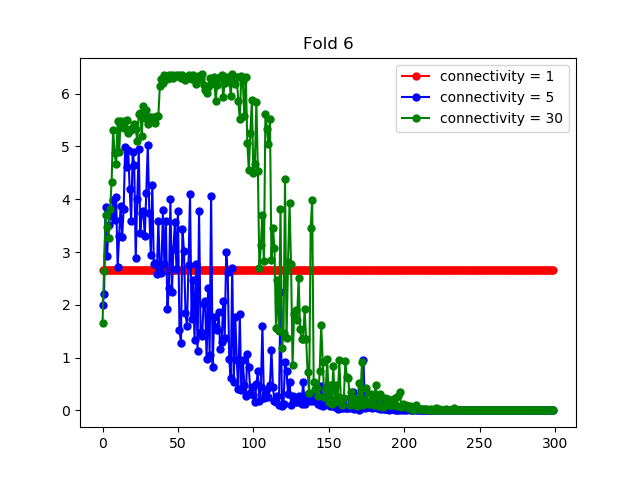 Fold 6
connectivity = 1
connectivity = 5
connectivity = 30
6
5
4
3
2
1
0
0 50 100 150 200 250 300